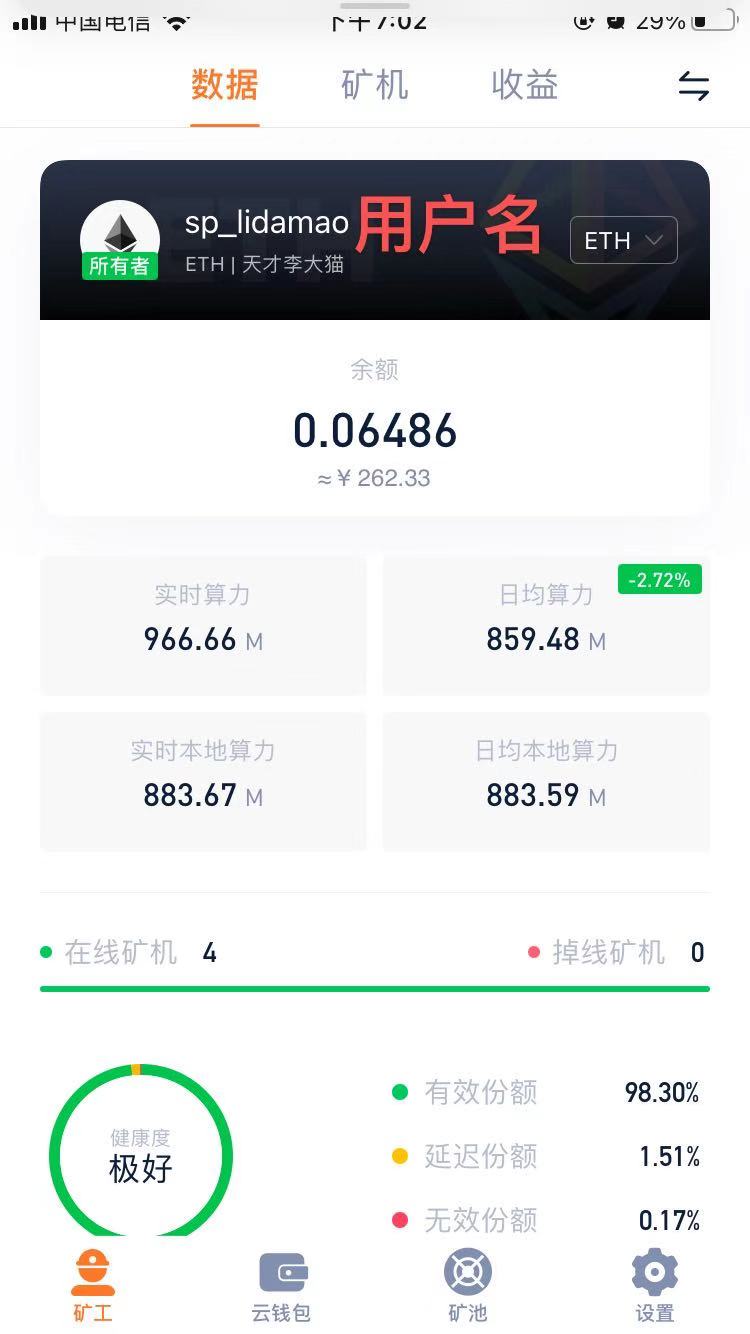 中国电信 下午7:02 29%
数据 矿机 收益
sp_lidamao 用户名 ETH
所有者 ETH | 天才李大猫
余额
0.06486
≈¥262.33
实时算力 日均算力 -2.72%
966.66 M 859.48 M
实时本地算力 日均本地算力
883.67 M 883.59 M
在线矿机 4 掉线矿机 0
有效份额 98.30%
健康度
极好 延迟份额 1.51%
无效份额 0.17%
矿工 云钱包 矿池 设置